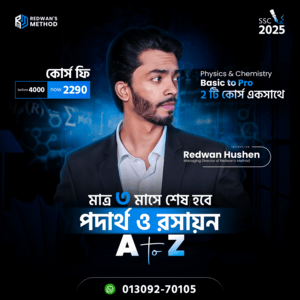 REDWAN'S
METHOD
SSC
2025
কোর্স ফি
before 4000 now 2290
Physics & Chemistry
Basic to Pro
2 টি কোর্স একসাথে
Redwan Hushen
Managing Director of Redwan's Method
মাত্র ৩ মাসে শেষ হবে
পদার্থ ও রসায়ন
A to Z
013092-70105